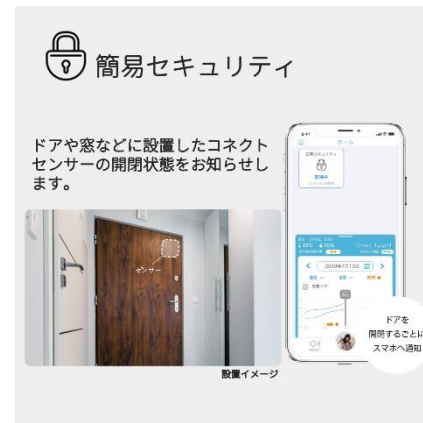 簡易セキュリティ
ドアや窓などに設置したコネクト
センサーの開閉状態をお知らせし
ます。
センサー
設置イメージ
ホーム
簡易セキュリティ
2019年7月13日
ドアを
開閉するごとに
スマホへ通知